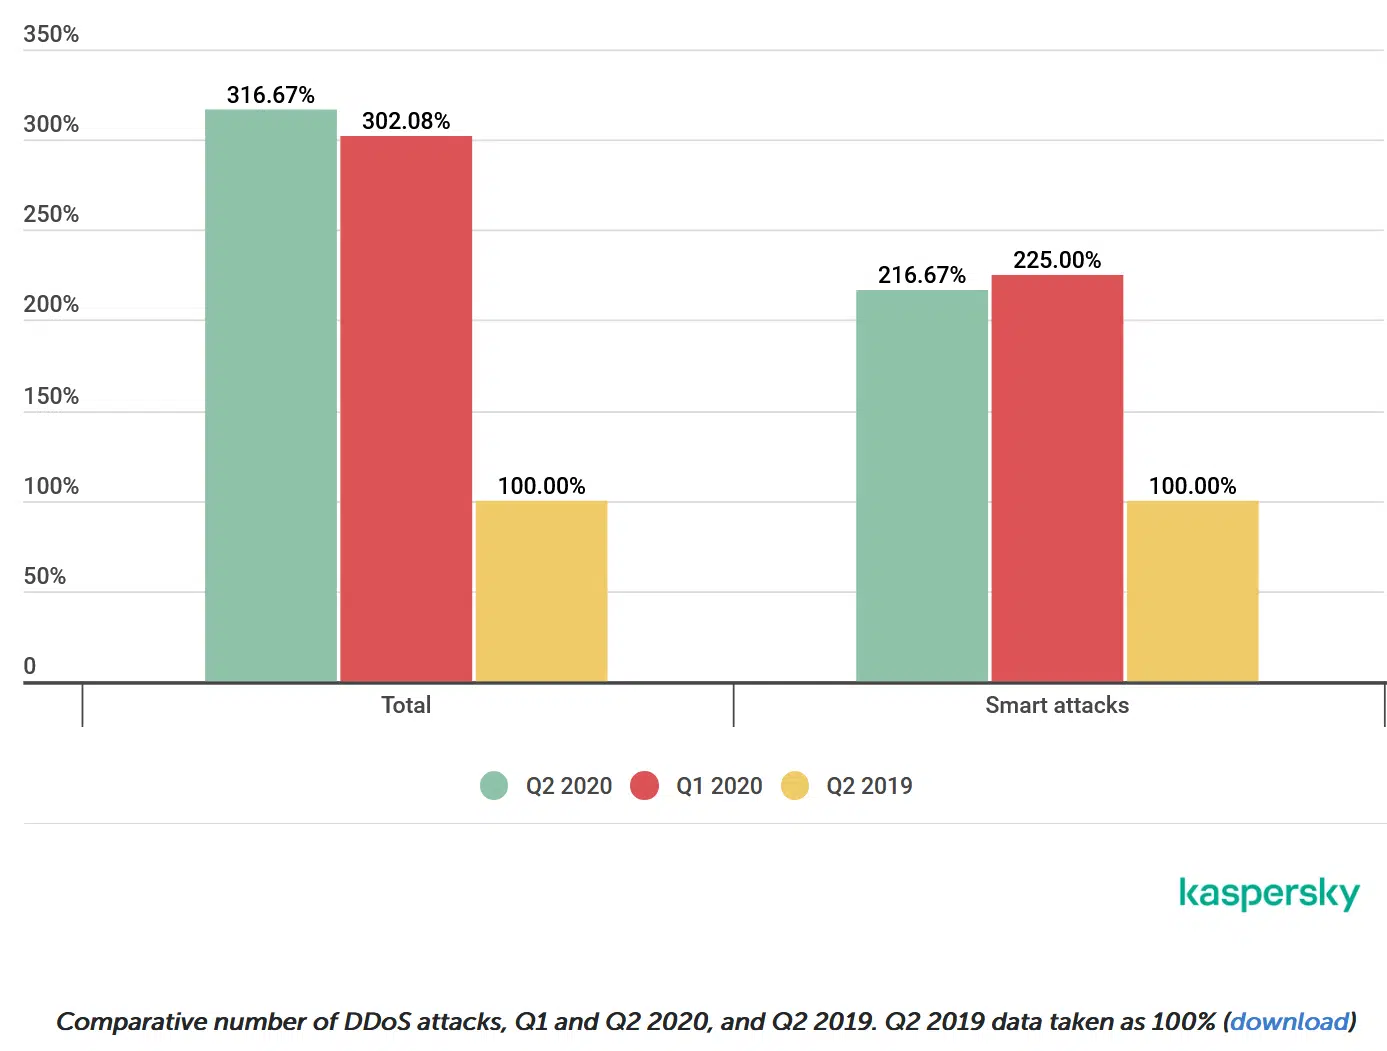 350%
316.67%
302.08%
300%
250%
225.00%
216.67%
200%
150%
100.00%
100.00%
100%
50%
0
Total
Smart attacks
Q2 2020
Q1 2020
Q2 2019
kaspersky
Comparative number of DDoS attacks, Q1 and Q2 2020, and Q2 2019. Q2 2019 data taken as 100% (download)